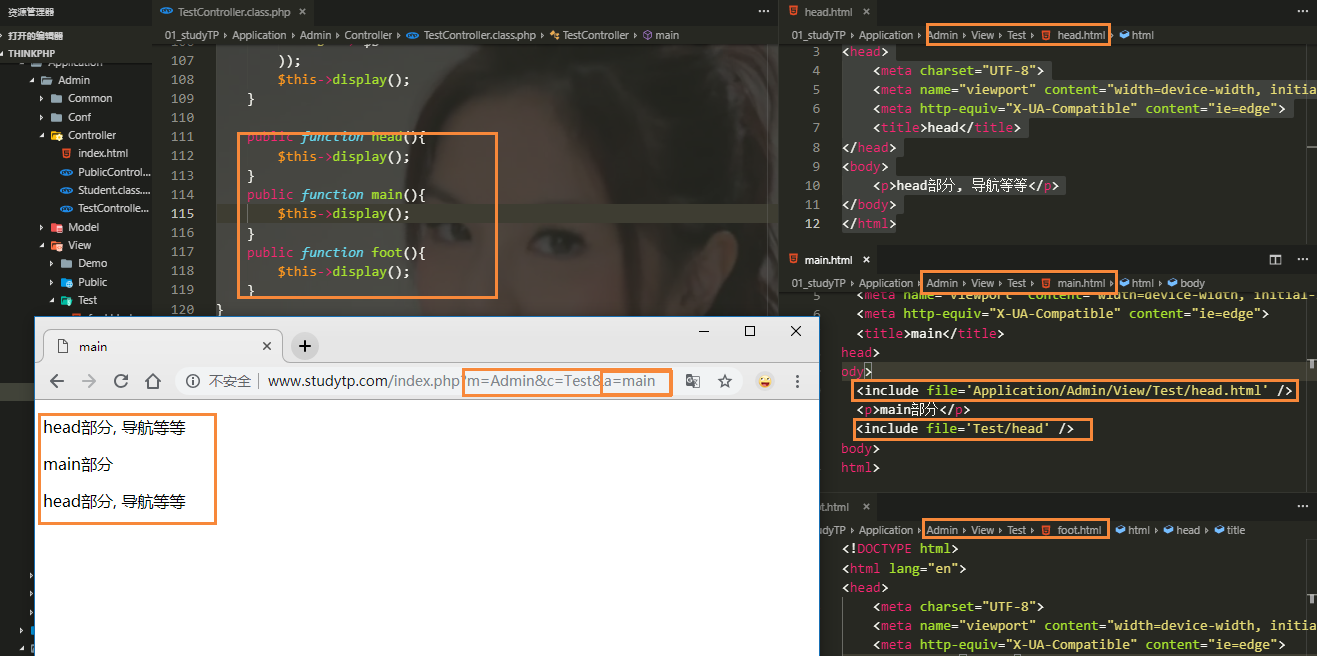 资源管理器
打开的编辑器
THINKPHP
Application
Admin
Common
Conf
Controller
index.html
PublicControl...
Student.class....
TestControlle...
Model
View
Demo
Public
Test
TestController.class.php ×
01_studyTP › Application › Admin › Controller › TestController.class.php › TestController › main
107 ));
108 $this->display();
109 }
110
111 public function head(){
112 $this->display();
113 }
114 public function main(){
115 $this->display();
116 }
117 public function foot(){
118 $this->display();
119 }
120 }
head.html ×
01_studyTP › Application › Admin › View › Test › head.html › html
3 <head>
4 <meta charset="UTF-8">
5 <meta name="viewport" content="width=device-width, initia
6 <meta http-equiv="X-UA-Compatible" content="ie=edge">
7 <title>head</title>
8 </head>
9 <body>
10 <p>head部分, 导航等等</p>
11 </body>
12 </html>
main.html ×
01_studyTP › Application › Admin › View › Test › main.html › html › body
5 <meta name="viewport" content="width=device-width, initial-
6 <meta http-equiv="X-UA-Compatible" content="ie=edge">
<title>main</title>
head>
ody>
<include file='Application/Admin/View/Test/head.html' />
<p>main部分</p>
<include file='Test/head' />
body>
html>
ot.html ×
udyTP › Application › Admin › View › Test › foot.html › html › head › title
<!DOCTYPE html>
<html lang="en">
<head>
<meta charset="UTF-8">
<meta name="viewport" content="width=device-width, initia
<meta http-equiv="X-UA-Compatible" content="ie=edge">
main
不安全 | www.studytp.com/index.php?m=Admin&c=Test&a=main
head部分, 导航等等
main部分
head部分, 导航等等